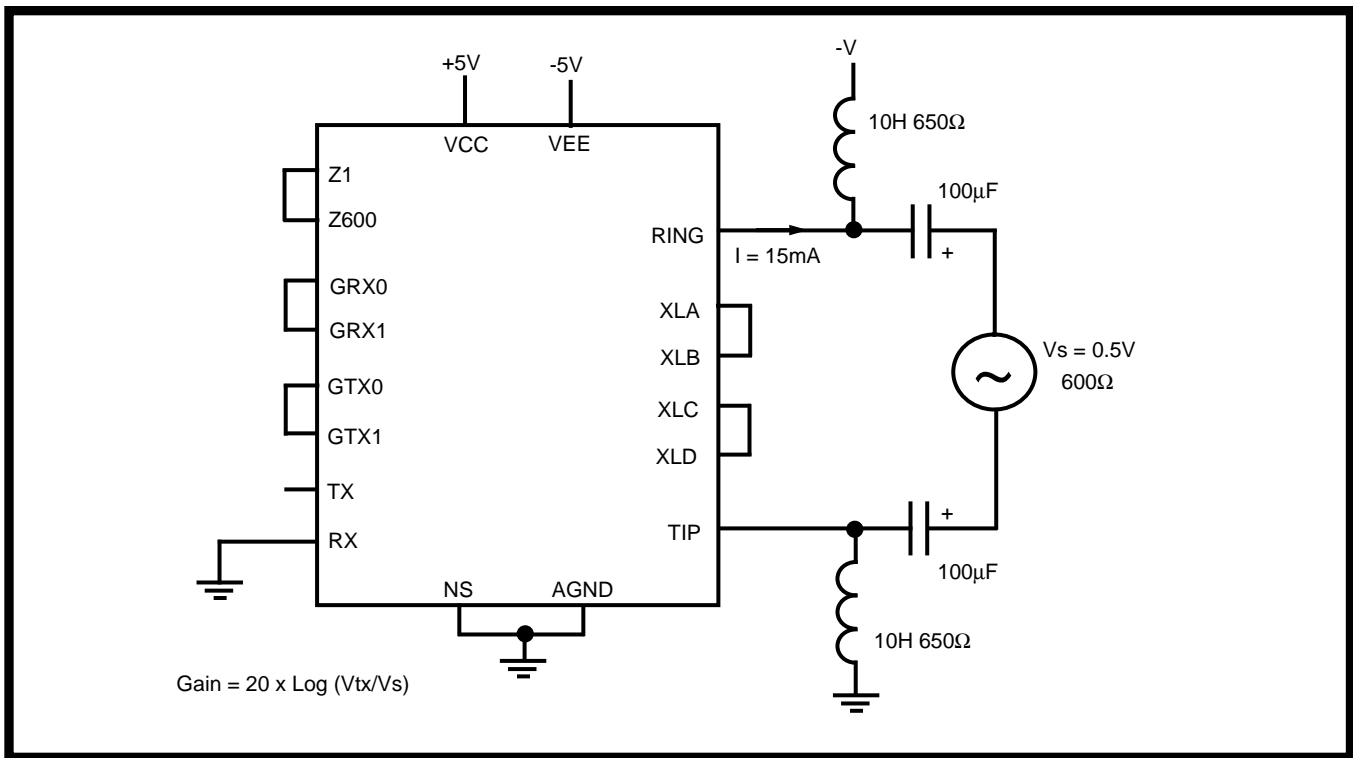 +5V
-5V
-V
VCC
VEE
10H 650Ω
Z1
Z600
100µF
+
RING
I = 15mA
GRX0
GRX1
XLA
XLB
Vs = 0.5V
600Ω
~
GTX0
GTX1
XLC
XLD
TX
RX
TIP
+
100µF
NS
AGND
10H 650Ω
Gain = 20 x Log (Vtx/Vs)